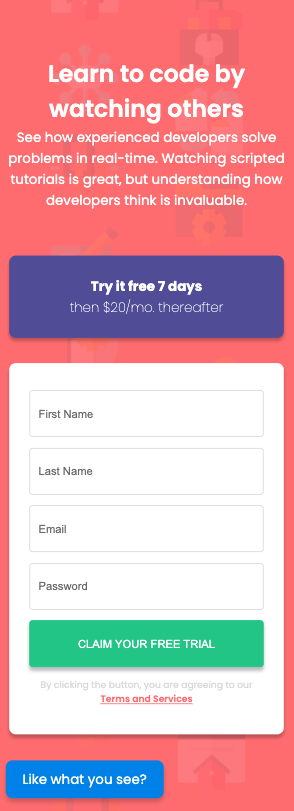 Learn to code by
watching others
See how experienced developers solve
problems in real-time. Watching scripted
tutorials is great, but understanding how
developers think is invaluable.
Try it free 7 days
then $20/mo. thereafter
First Name
Last Name
Email
Password
CLAIM YOUR FREE TRIAL
By clicking the button, you are agreeing to our
Terms and Services
Like what you see?